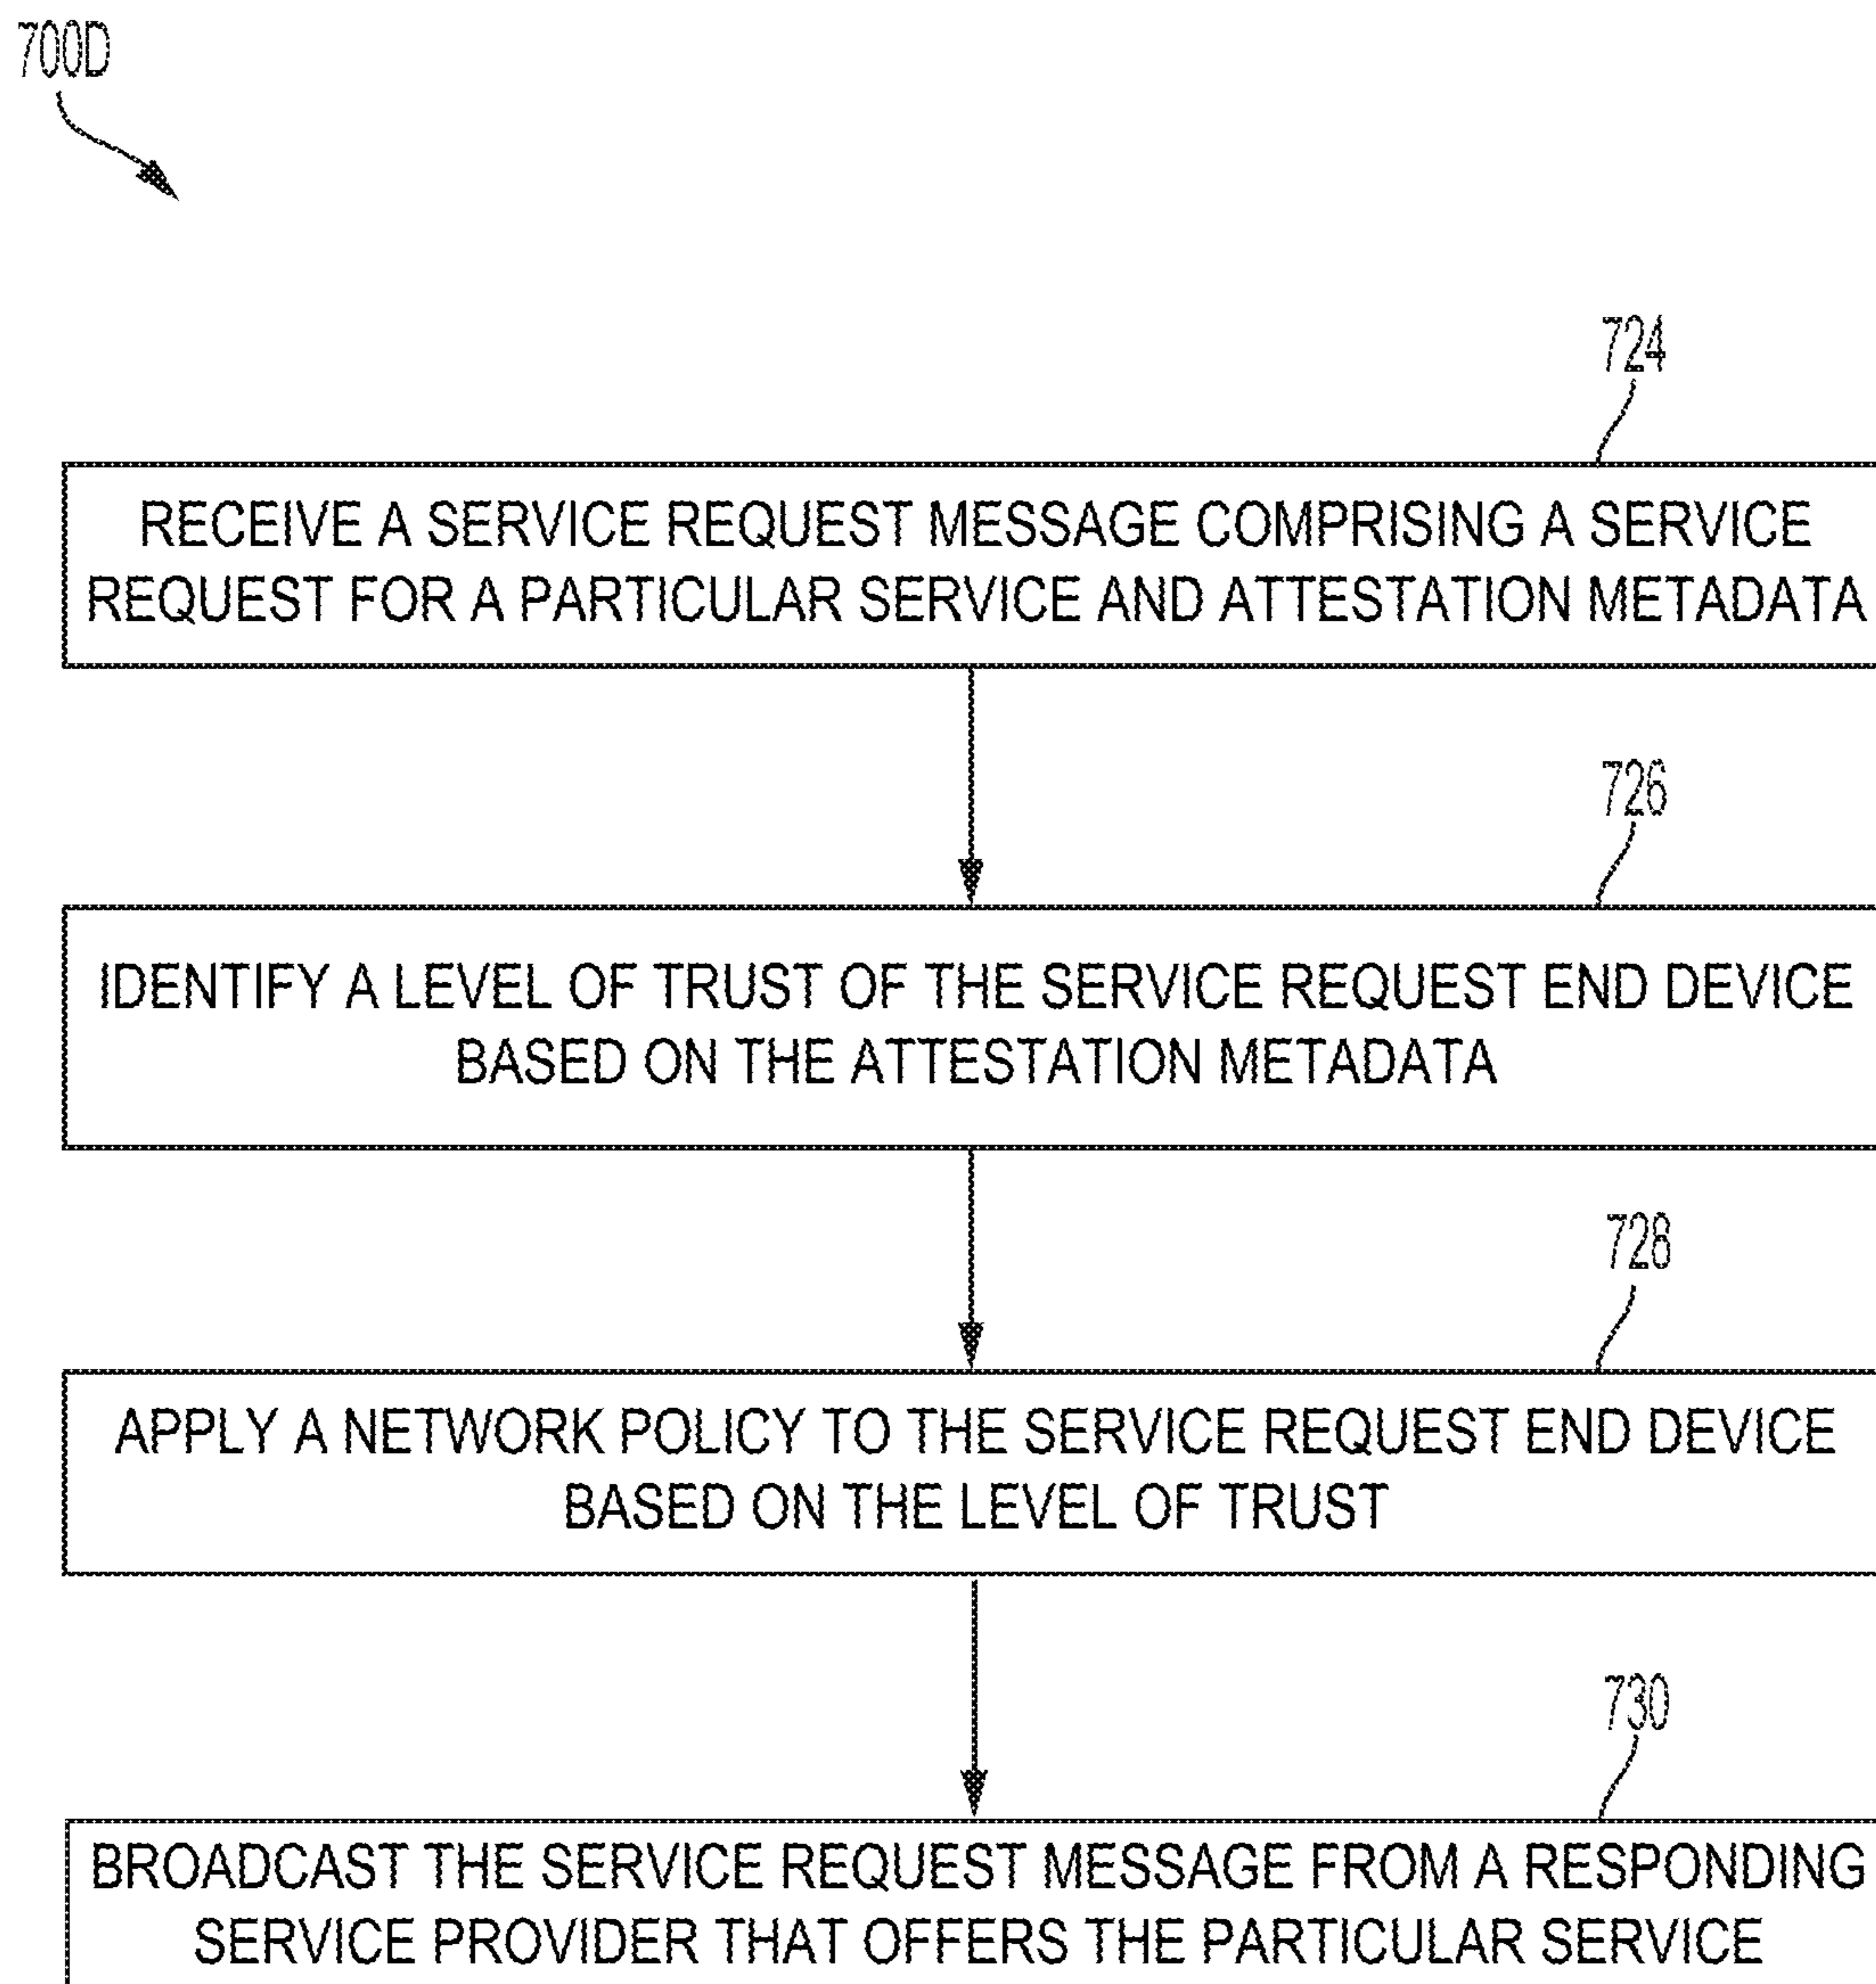 700D
724
RECEIVE A SERVICE REQUEST MESSAGE COMPRISING A SERVICE
REQUEST FOR A PARTICULAR SERVICE AND ATTESTATION METADATA
726
IDENTIFY A LEVEL OF TRUST OF THE SERVICE REQUEST END DEVICE
BASED ON THE ATTESTATION METADATA
728
APPLY A NETWORK POLICY TO THE SERVICE REQUEST END DEVICE
BASED ON THE LEVEL OF TRUST
730
BROADCAST THE SERVICE REQUEST MESSAGE FROM A RESPONDING
SERVICE PROVIDER THAT OFFERS THE PARTICULAR SERVICE